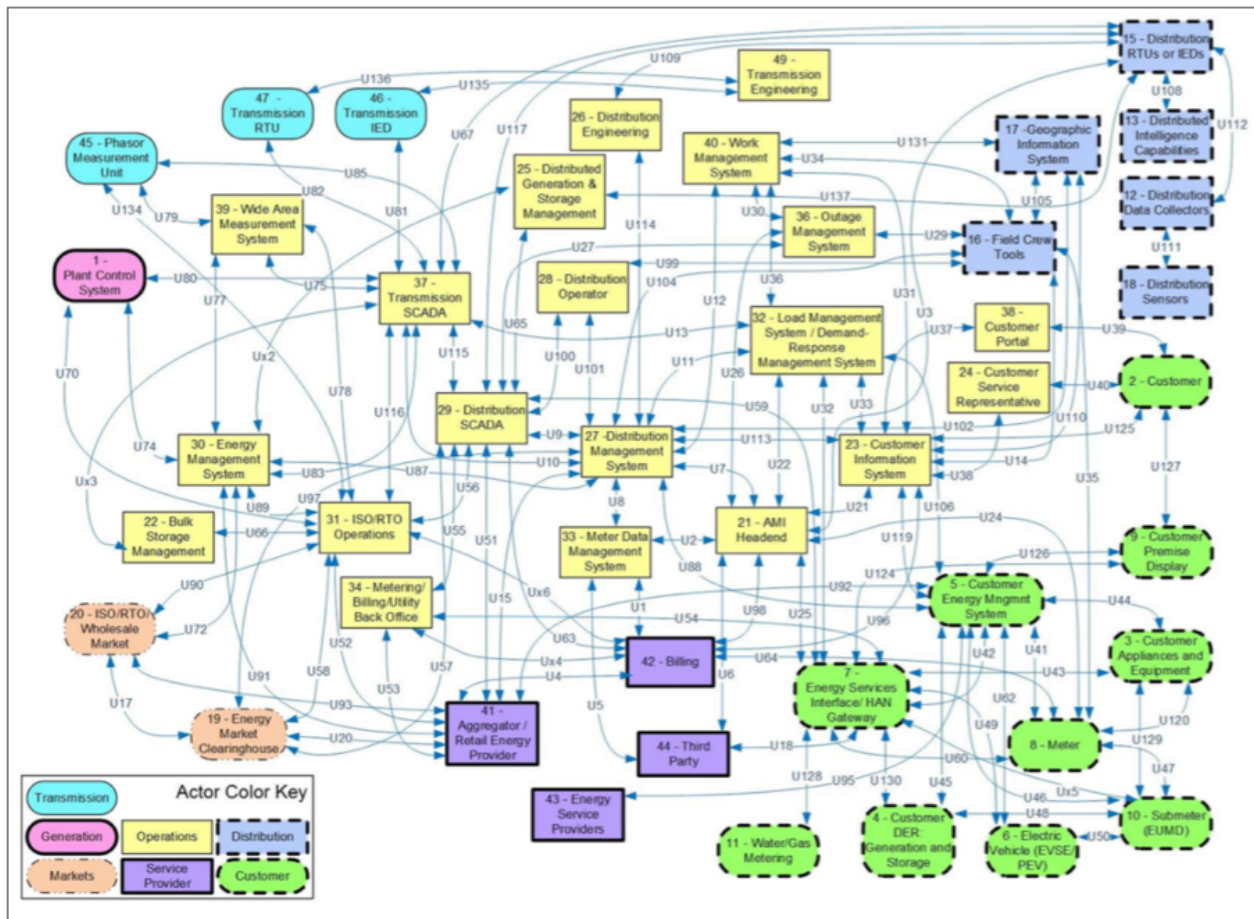 15 - Distribution
RTUs or IEDs
49 -
Transmission
Engineering
U109
U136
U135
47 -
Transmission
RTU
46 -
Transmission
IED
26 - Distribution
Engineering
U67
U117
U108
U112
13 - Distributed
Intelligence
Capabilities
17 -Geographic
Information
System
40 - Work
Management
System
U131
U34
45 - Phasor
Measurement
Unit
25 - Distributed
Generation &
Storage
Management
U85
U82
U81
U134
U79
U137
U105
12 - Distribution
Data Collectors
39 - Wide Area
Measurement
System
U30
36 - Outage
Management
System
U29
16 - Field Crew
Tools
U114
U27
U111
1 -
Plant Control
System
U80
U77
U75
37 -
Transmission
SCADA
28 - Distribution
Operator
U99
U104
U36
U12
18 - Distribution
Sensors
U31
U3
32 - Load Management
System / Demand-
Response
Management System
U37
38 -
Customer
Portal
U39
U13
U65
U70
Ux2
U115
U100
U101
U11
U26
24 - Customer
Service
Representative
U40
2 - Customer
U78
U116
29 - Distribution
SCADA
U59
U32
U33
U110
U102
U125
U74
30 - Energy
Management
System
U83
U87
U9
U10
27 -Distribution
Management
System
U113
23 - Customer
Information
System
U38
U14
U127
Ux3
U97
U89
U56
U7
U22
U8
U21
U106
U35
22 - Bulk
Storage
Management
U66
31 - ISO/RTO
Operations
U55
U51
33 - Meter Data
Management
System
U2
21 - AMI
Headend
U119
U24
9 - Customer
Premise
Display
U88
U92
U124
U126
U90
34 - Metering/
Billing/Utility
Back Office
U15
Ux6
U1
U98
U25
5 - Customer
Energy Mngmnt
System
U44
20 - ISO/RTO/
Wholesale
Market
U72
U54
U96
U63
Ux4
42 - Billing
U64
U42
U41
U43
3 - Customer
Appliances and
Equipment
U58
U52
U57
U53
U4
U6
U5
7 -
Energy Services
Interface/ HAN
Gateway
U62
U49
U17
U91
U93
U20
19 - Energy
Market
Clearinghouse
41 -
Aggregator /
Retail Energy
Provider
44 - Third
Party
U18
U60
8 - Meter
U120
U129
U47
U128
U95
U130
U45
U46
Ux5
U48
43 - Energy
Service
Providers
11 - Water/Gas
Metering
4 - Customer
DER:
Generation and
Storage
6 - Electric
Vehicle (EVSE/
PEV)
U50
10 - Submeter
(EUMD)
Actor Color Key
Transmission
Generation
Operations
Distribution
Markets
Service
Provider
Customer